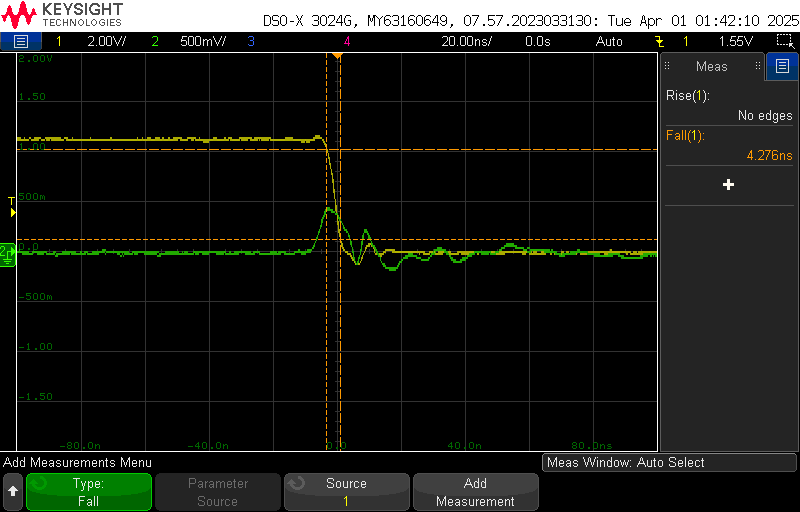 KEYSIGHT
TECHNOLOGIES
DSO-X 3024G, MY63160649, 07.57.2023033130: Tue Apr 01 01:42:10 2025
1 2.00V/ 2 500mV/ 3 4 20.00ns/ 0.0s Auto 1 1.55V
2.00V
1.50
1.00
500m
0.0
-500m
-1.00
-1.50
-80.0n -40.0n 0.0 40.0n 80.0ns
T
2
Meas
Rise(1):
No edges
Fall(1):
4.276ns
Add Measurements Menu
Meas Window: Auto Select
Type:
Fall
Parameter
Source
Source
1
Add
Measurement